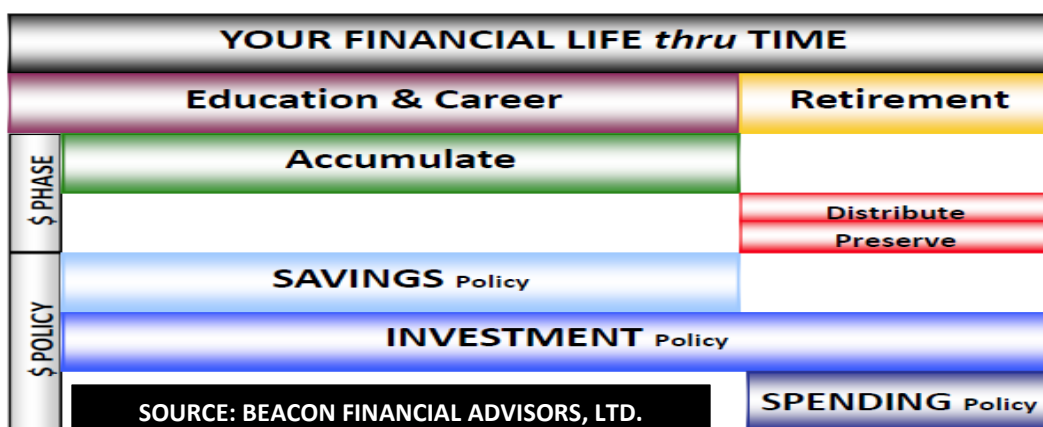 YOUR FINANCIAL LIFE thru TIME
Education & Career
Retirement
$ PHASE
Accumulate
Distribute
Preserve
$ POLICY
SAVINGS Policy
INVESTMENT Policy
SOURCE: BEACON FINANCIAL ADVISORS, LTD.
SPENDING Policy